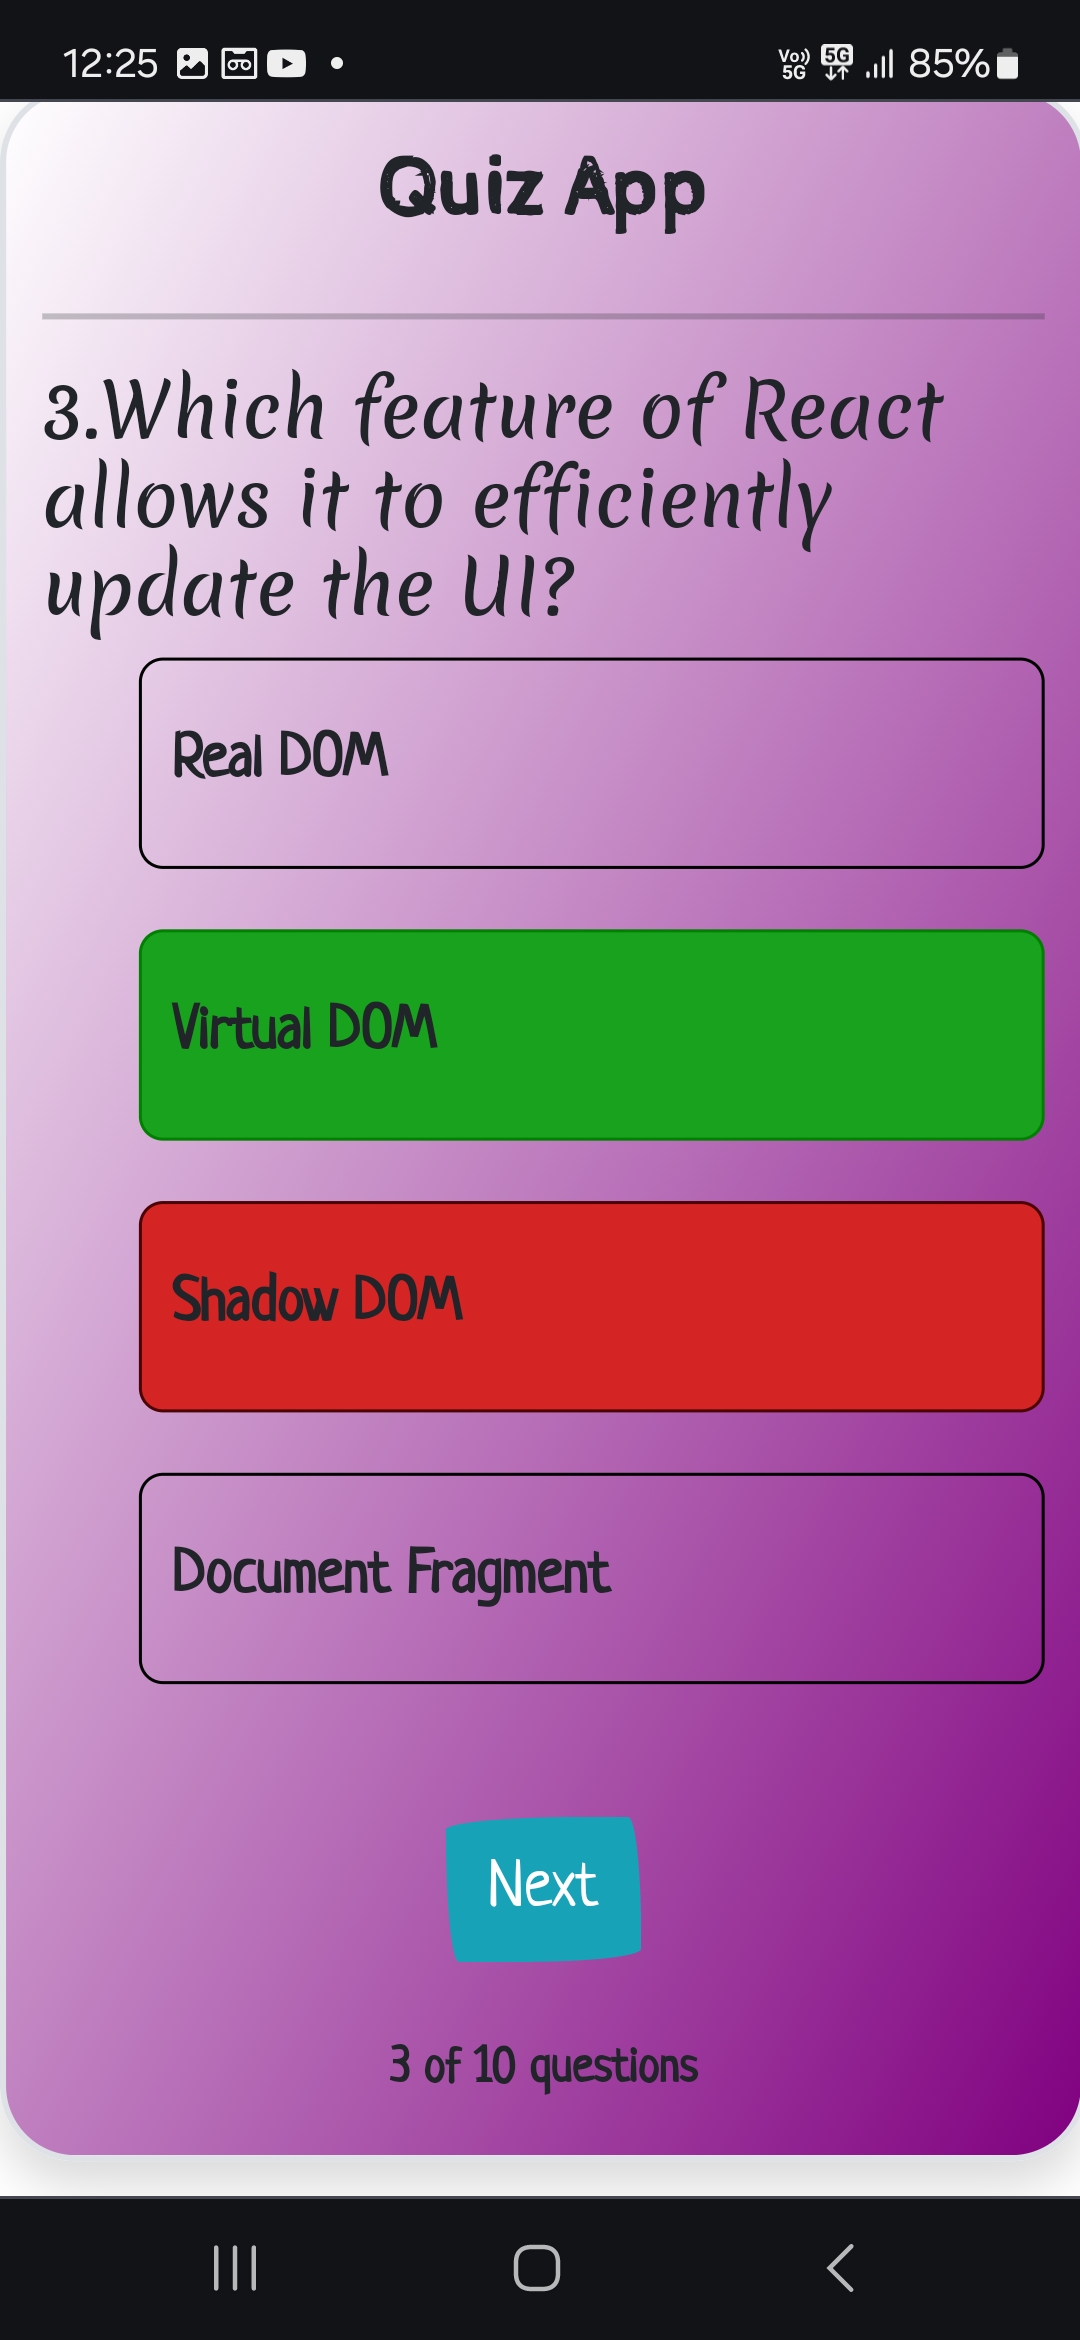 12:25
Vo)) 5G 5G 85%
Quiz App
3.Which feature of React
allows it to efficiently
update the UI?
Real DOM
Virtual DOM
Shadow DOM
Document Fragment
Next
3 of 10 questions